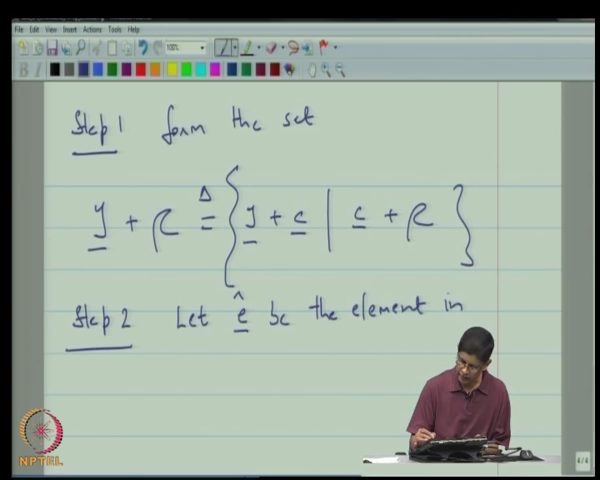 File Edit View Insert Actions Tools Help
100%
B I
Step 1 form the set
y + C ≜ { y + c | c + C }
Step 2 Let ê be the element in
NPTEL
4/4